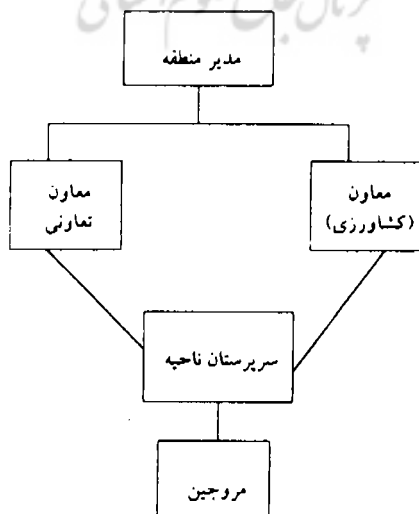 مدیر منطقه
معاون
(کشاورزی)
معاون
تعاونی
سرپرستان ناحیه
مروجین